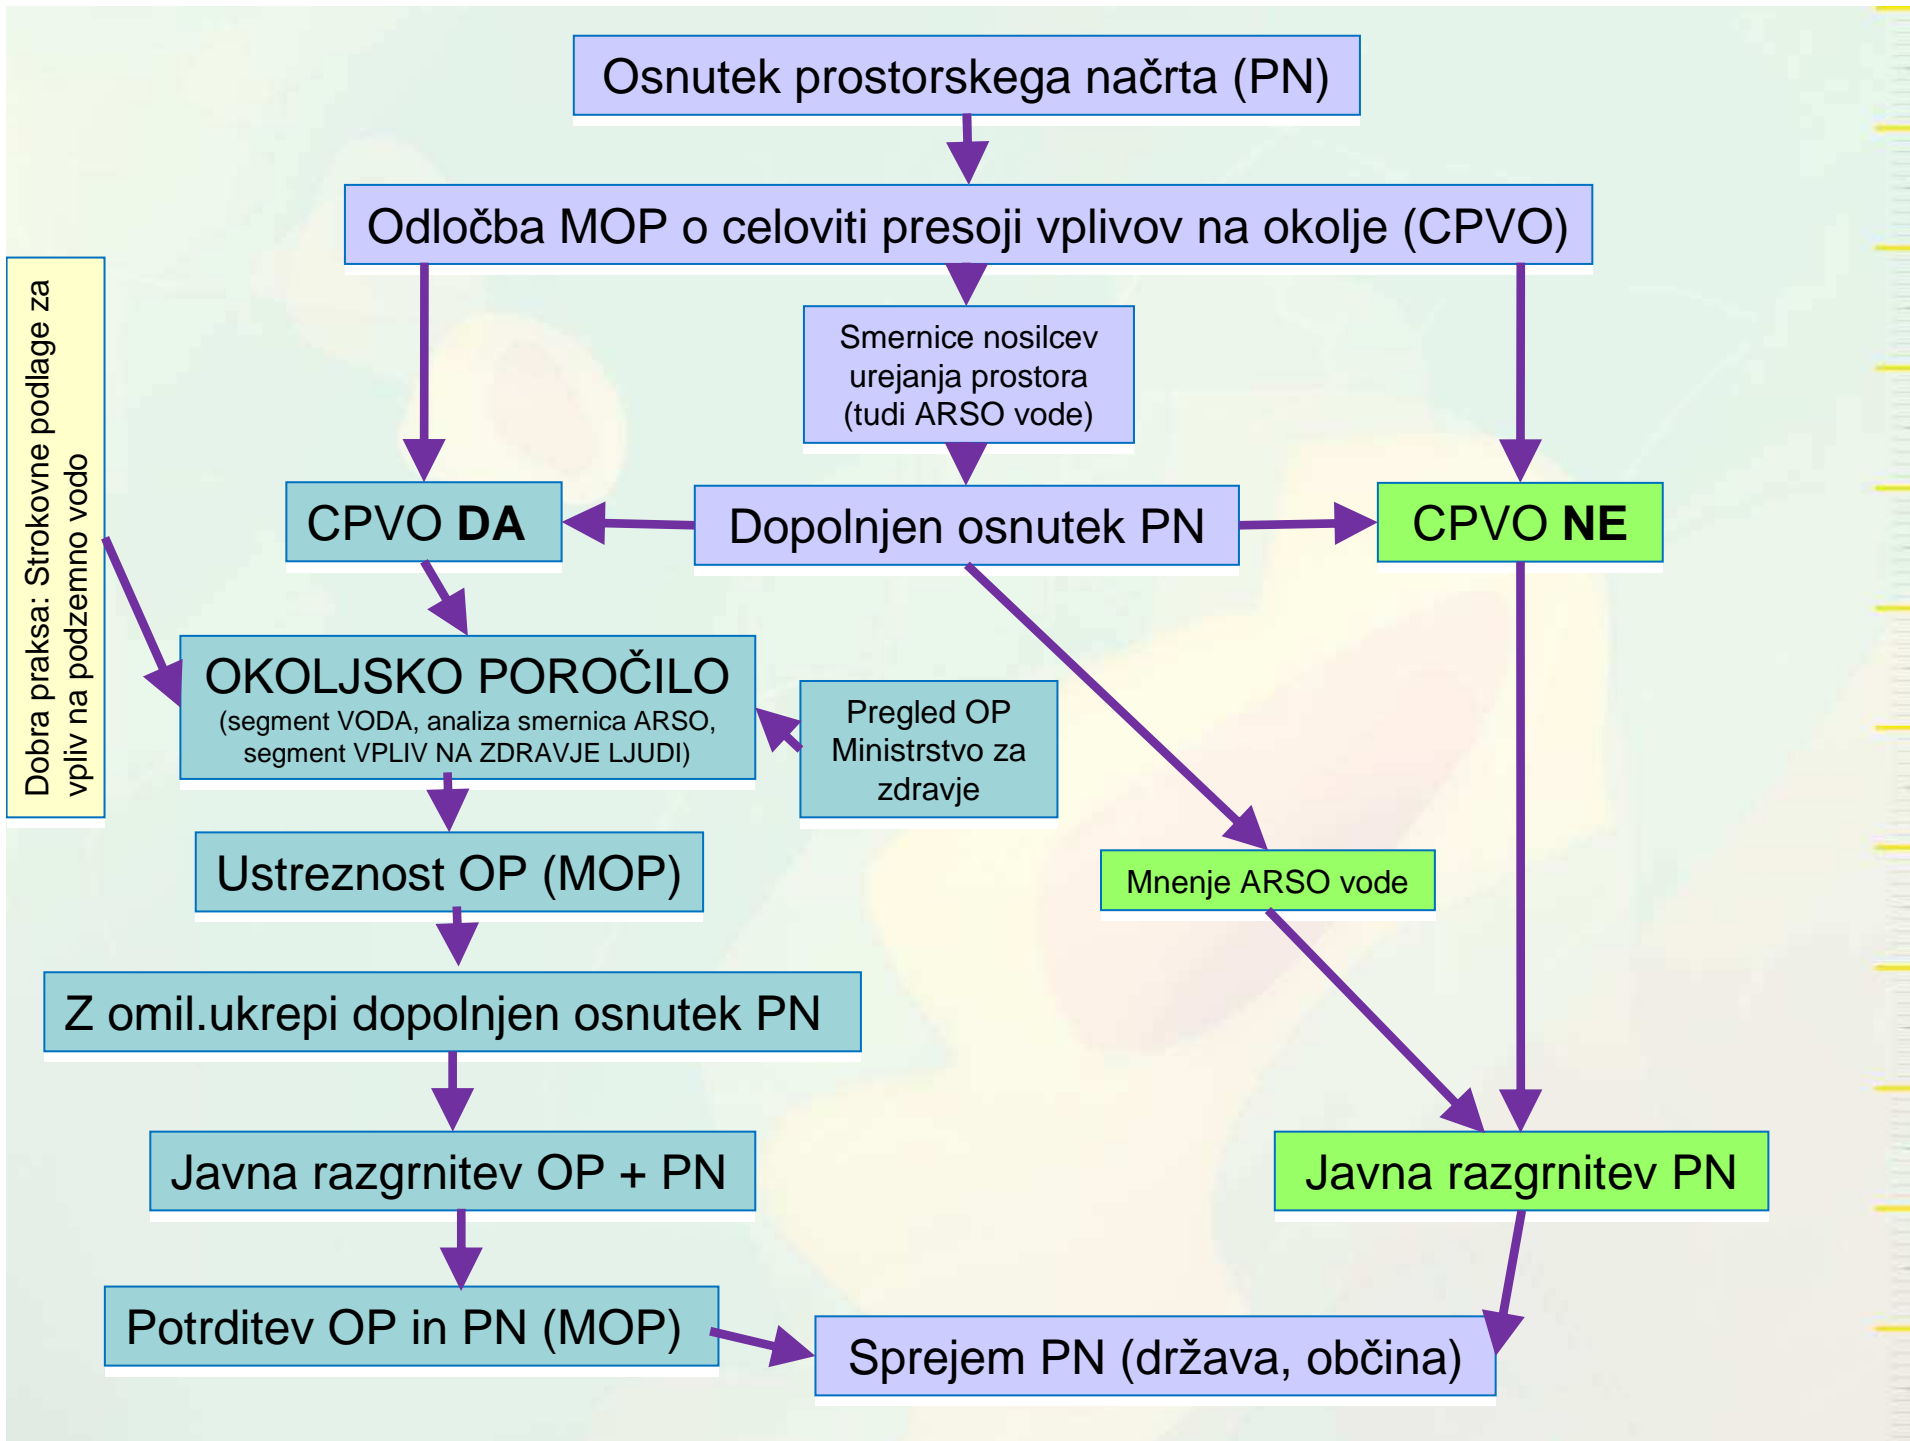 Osnutek prostorskega načrta (PN)
Odločba MOP o celoviti presoji vplivov na okolje (CPVO)
Dobra praksa: Strokovne podlage za
vpliv na podzemno vodo
Smernice nosilcev
urejanja prostora
(tudi ARSO vode)
CPVO DA
Dopolnjen osnutek PN
CPVO NE
OKOLJSKO POROČILO
(segment VODA, analiza smernica ARSO,
segment VPLIV NA ZDRAVJE LJUDI)
Pregled OP
Ministrstvo za
zdravje
Ustreznost OP (MOP)
Mnenje ARSO vode
Z omil.ukrepi dopolnjen osnutek PN
Javna razgrnitev OP + PN
Javna razgrnitev PN
Potrditev OP in PN (MOP)
Sprejem PN (država, občina)